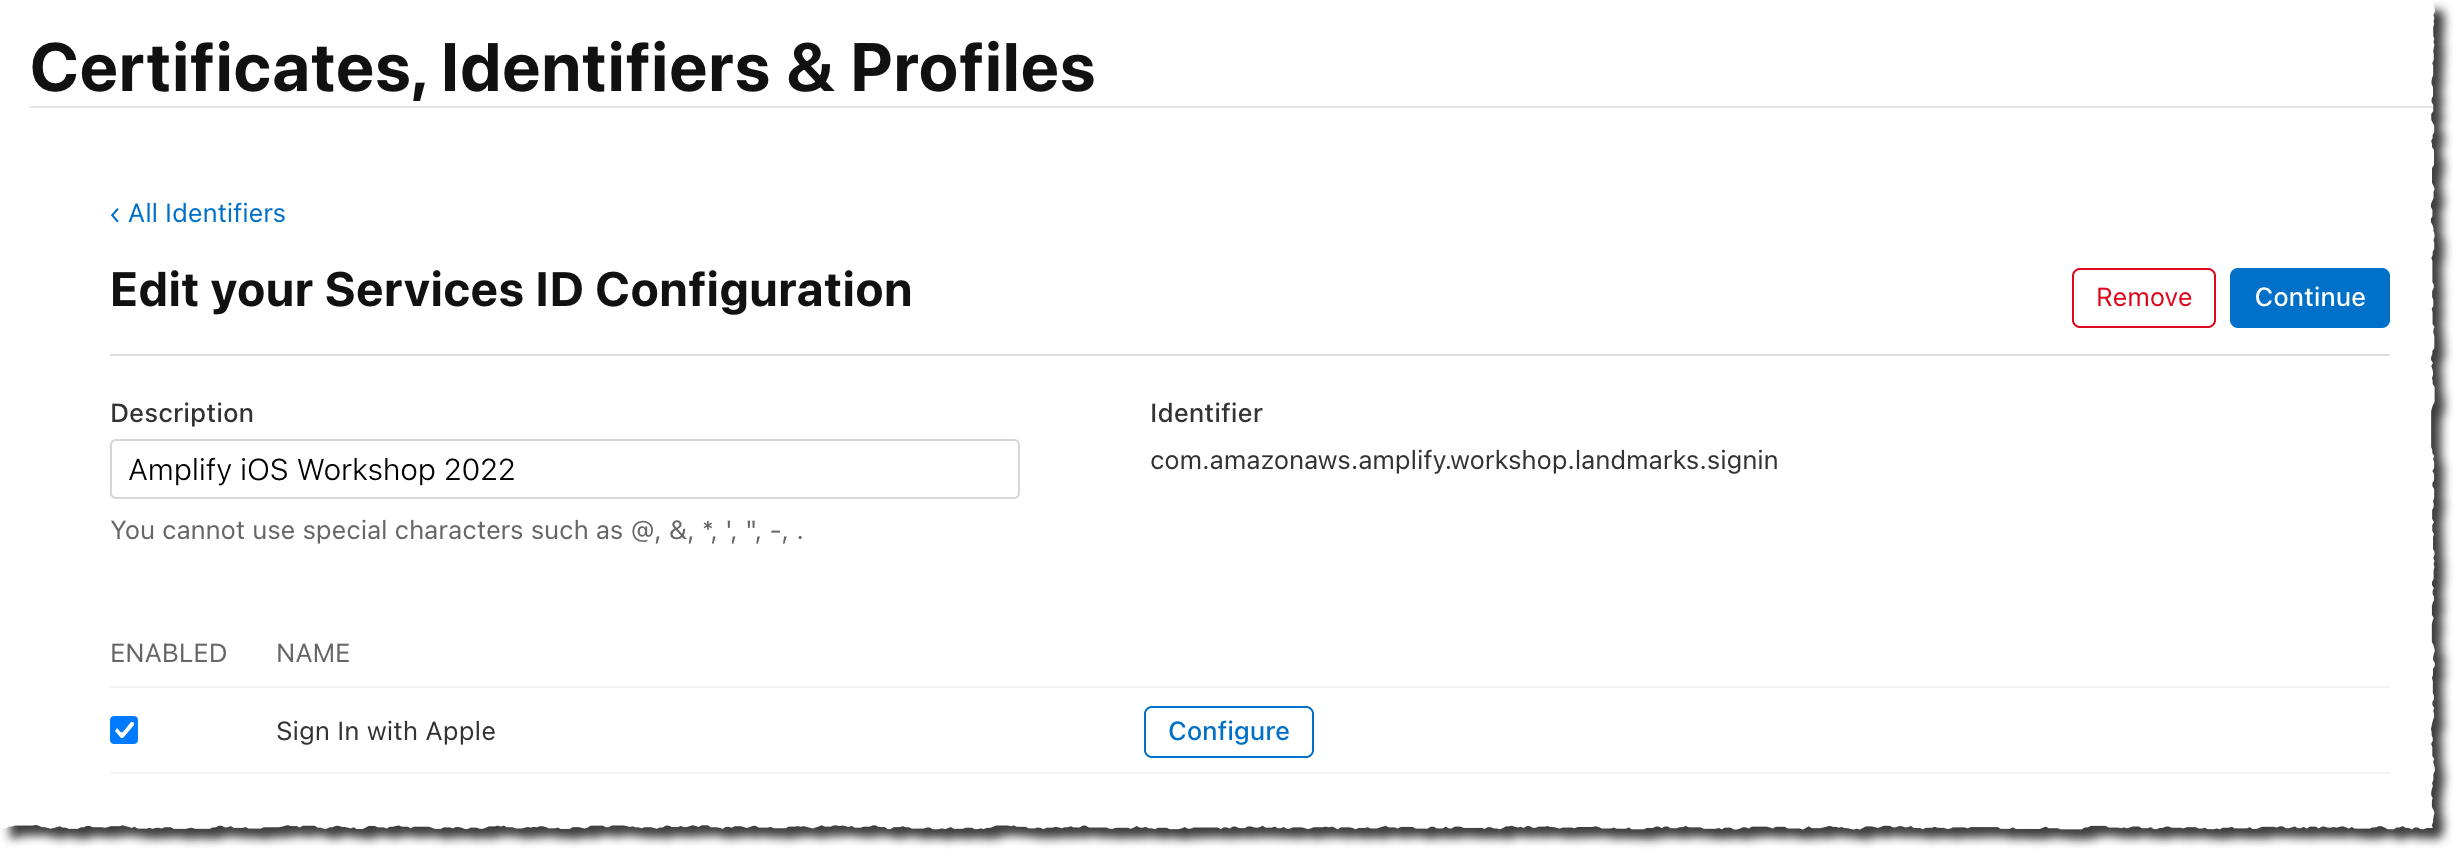 Certificates, Identifiers & Profiles
‹ All Identifiers
Edit your Services ID Configuration
Remove
Continue
Description
Identifier
Amplify iOS Workshop 2022
com.amazonaws.amplify.workshop.landmarks.signin
You cannot use special characters such as @, &, *, ', ", -, .
ENABLED NAME
Sign In with Apple
Configure